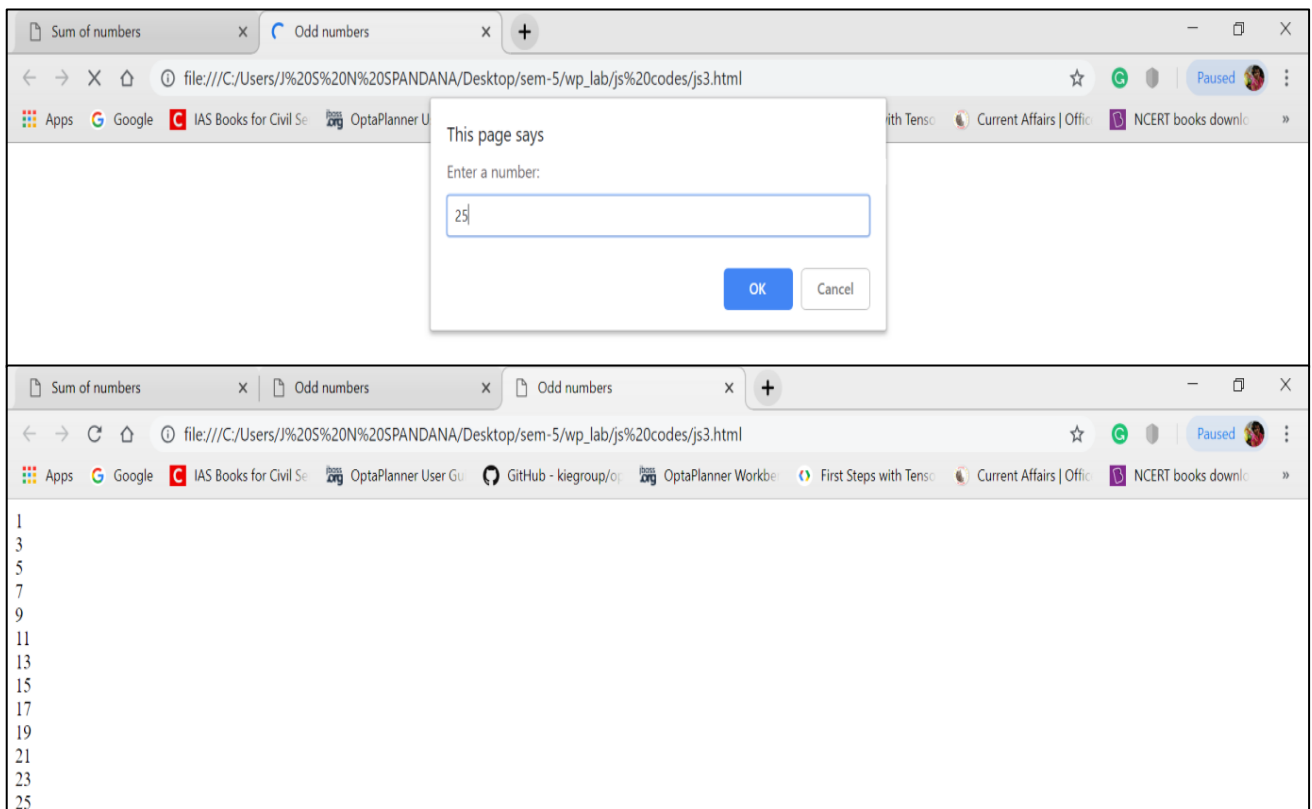 Sum of numbers
Odd numbers
file:///C:/Users/J%20S%20N%20SPANDANA/Desktop/sem-5/wp_lab/js%20codes/js3.html
Paused
Apps
Google
IAS Books for Civil Se
OptaPlanner U
ith Tenso
Current Affairs | Offic
NCERT books downlo
»
This page says
Enter a number:
25
OK
Cancel
Sum of numbers
Odd numbers
Odd numbers
file:///C:/Users/J%20S%20N%20SPANDANA/Desktop/sem-5/wp_lab/js%20codes/js3.html
Paused
Apps
Google
IAS Books for Civil Se
OptaPlanner User Gu
GitHub - kiegroup/op
OptaPlanner Workbe
First Steps with Tenso
Current Affairs | Offic
NCERT books downlo
»
1
3
5
7
9
11
13
15
17
19
21
23
25